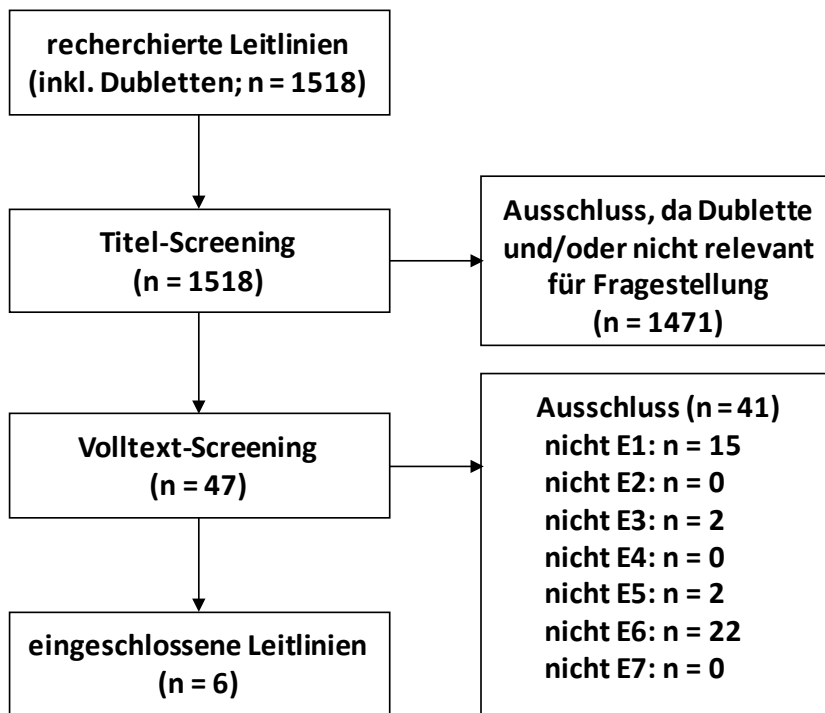 recherchierte Leitlinien
(inkl. Dubletten; n = 1518)
Titel-Screening
(n = 1518)
Ausschluss, da Dublette
und/oder nicht relevant
für Fragestellung
(n = 1471)
Volltext-Screening
(n = 47)
Ausschluss (n = 41)
nicht E1: n = 15
nicht E2: n = 0
nicht E3: n = 2
nicht E4: n = 0
nicht E5: n = 2
nicht E6: n = 22
nicht E7: n = 0
eingeschlossene Leitlinien
(n = 6)